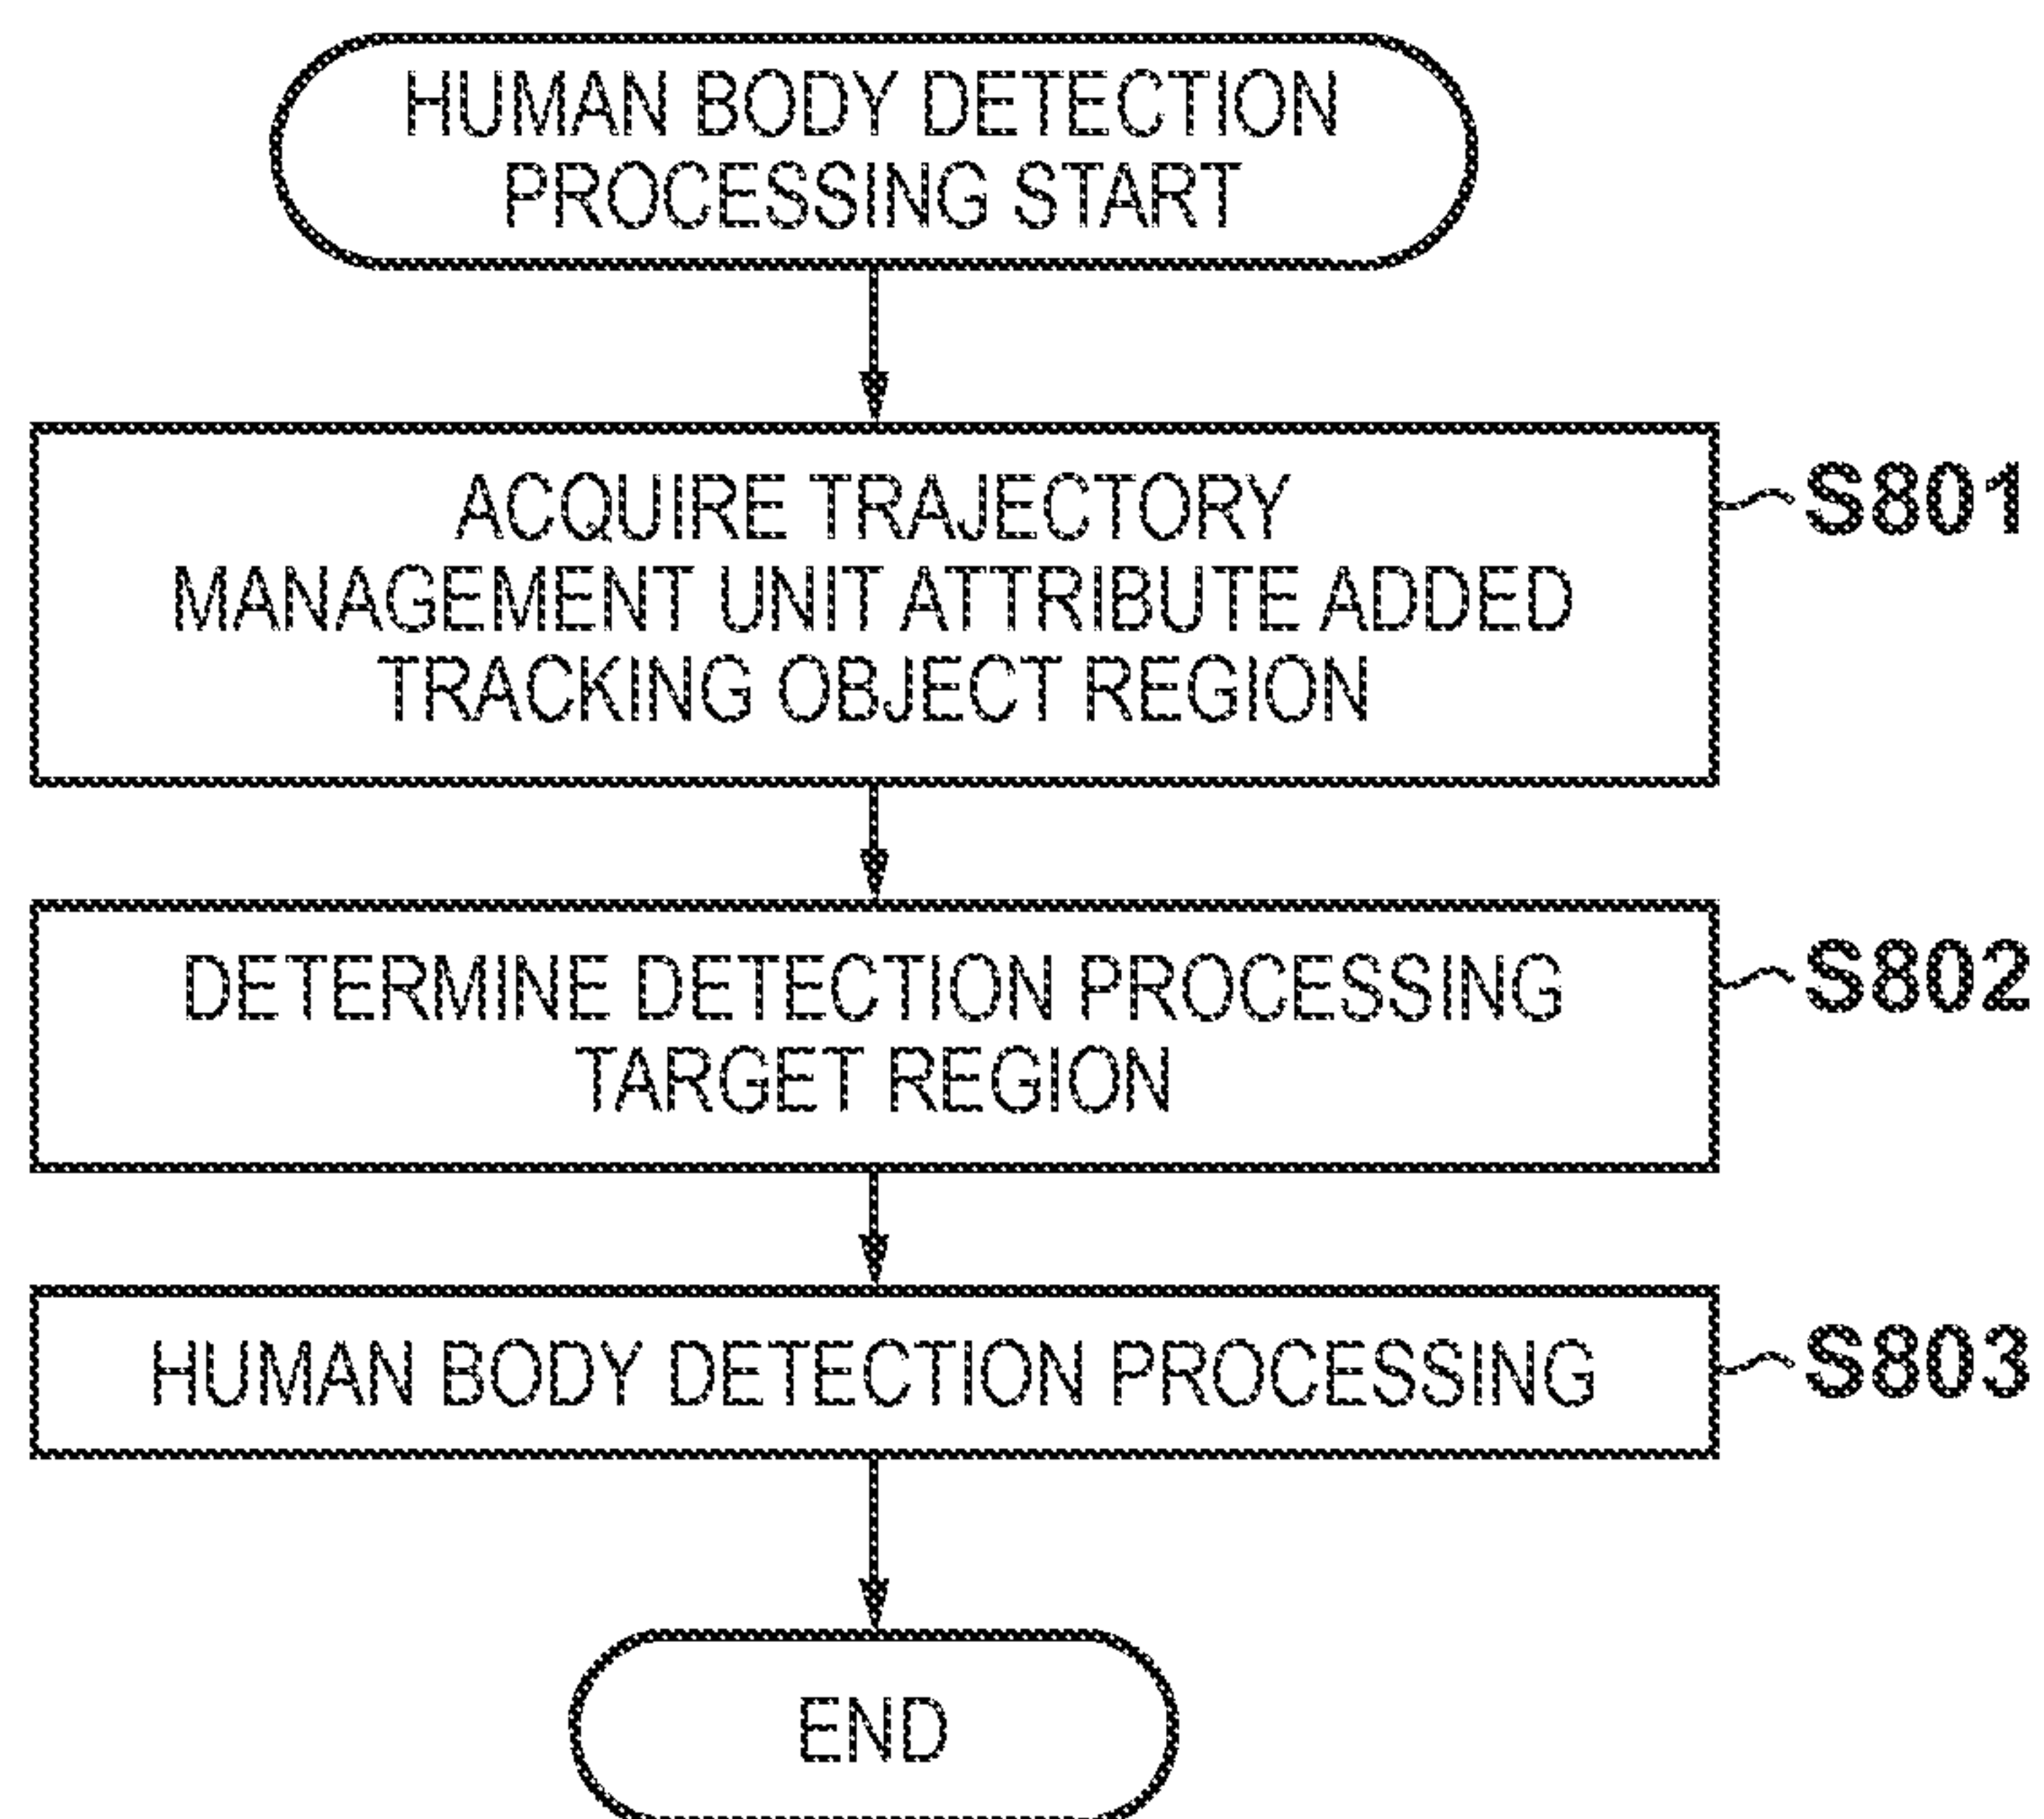 HUMAN BODY DETECTION
PROCESSING START
ACQUIRE TRAJECTORY
MANAGEMENT UNIT ATTRIBUTE ADDED
TRACKING OBJECT REGION
S801
DETERMINE DETECTION PROCESSING
TARGET REGION
S802
HUMAN BODY DETECTION PROCESSING
S803
END